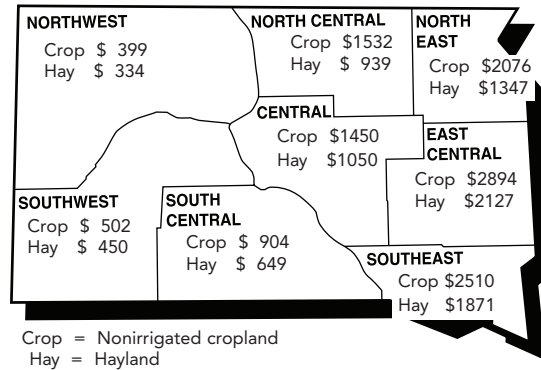 NORTHWEST
Crop $ 399
Hay $ 334
NORTH CENTRAL
Crop $1532
Hay $ 939
NORTH
EAST
Crop $2076
Hay $1347
CENTRAL
Crop $1450
Hay $1050
EAST
CENTRAL
Crop $2894
Hay $2127
SOUTHWEST
Crop $ 502
Hay $ 450
SOUTH
CENTRAL
Crop $ 904
Hay $ 649
SOUTHEAST
Crop $2510
Hay $1871
Crop = Nonirrigated cropland
Hay = Hayland